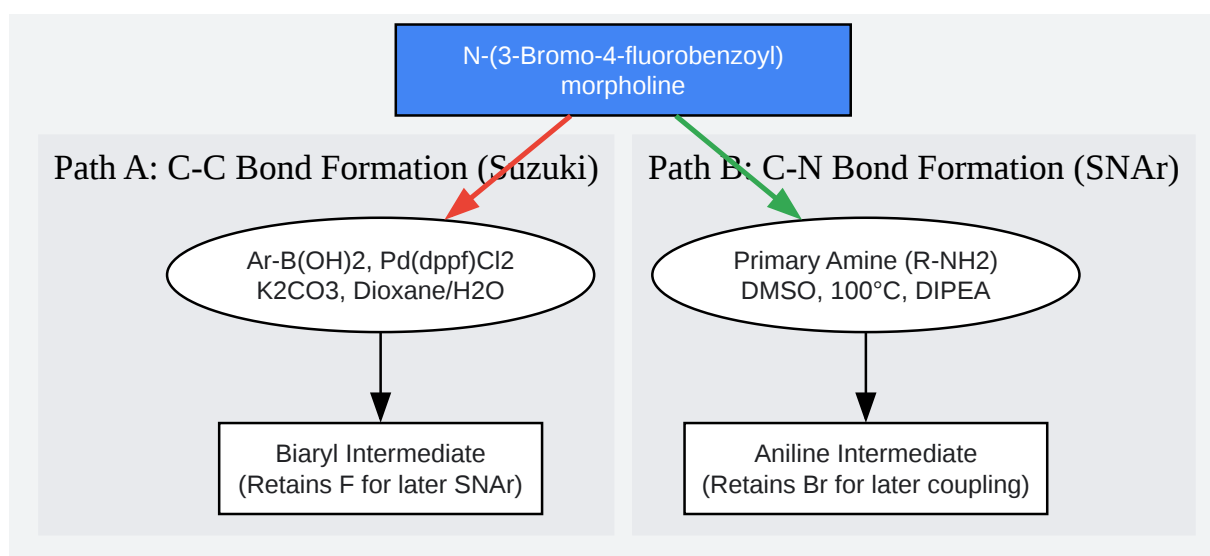 N-(3-Bromo-4-fluorobenzoyl)
morpholine
Path A: C-C Bond Formation (Suzuki)
Ar-B(OH)2, Pd(dppf)Cl2
K2CO3, Dioxane/H2O
Biaryl Intermediate
(Retains F for later SNAr)
Path B: C-N Bond Formation (SNAr)
Primary Amine (R-NH2)
DMSO, 100°C, DIPEA
Aniline Intermediate
(Retains Br for later coupling)